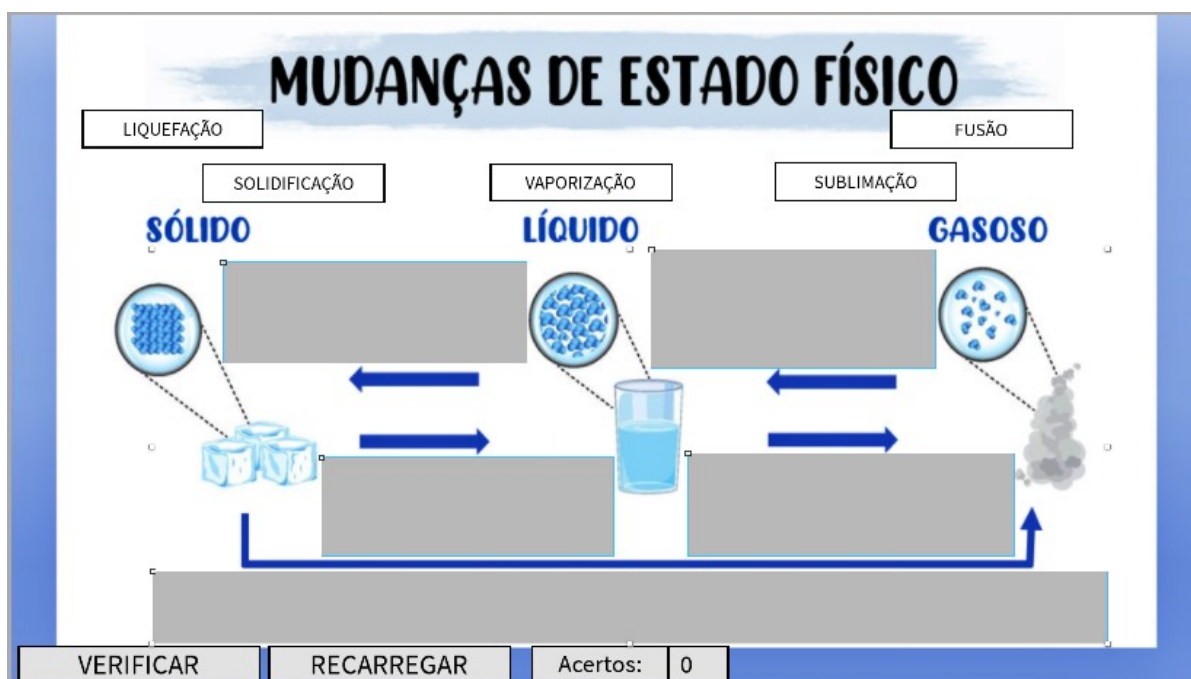 MUDANÇAS DE ESTADO FÍSICO
LIQUEFAÇÃO
FUSÃO
SOLIDIFICAÇÃO
VAPORIZAÇÃO
SUBLIMAÇÃO
SÓLIDO
LÍQUIDO
GASOSO
VERIFICAR
RECARREGAR
Acertos:
0